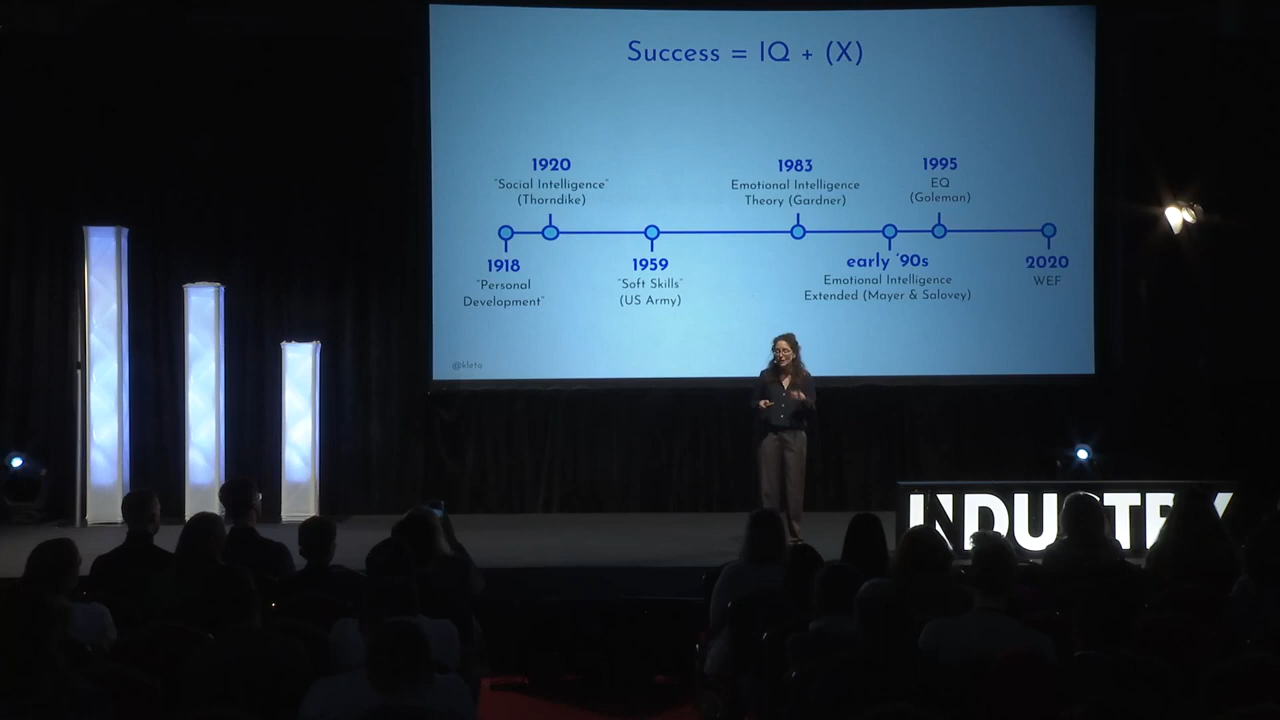 Success = IQ + (X)
1920
"Social Intelligence"
(Thorndike)
1983
Emotional Intelligence
Theory (Gardner)
1995
EQ
(Goleman)
1918
"Personal
Development"
1959
"Soft Skills"
(US Army)
early '90s
Emotional Intelligence
Extended (Mayer & Salovey)
2020
WEF
@kleto
INDUSTRY